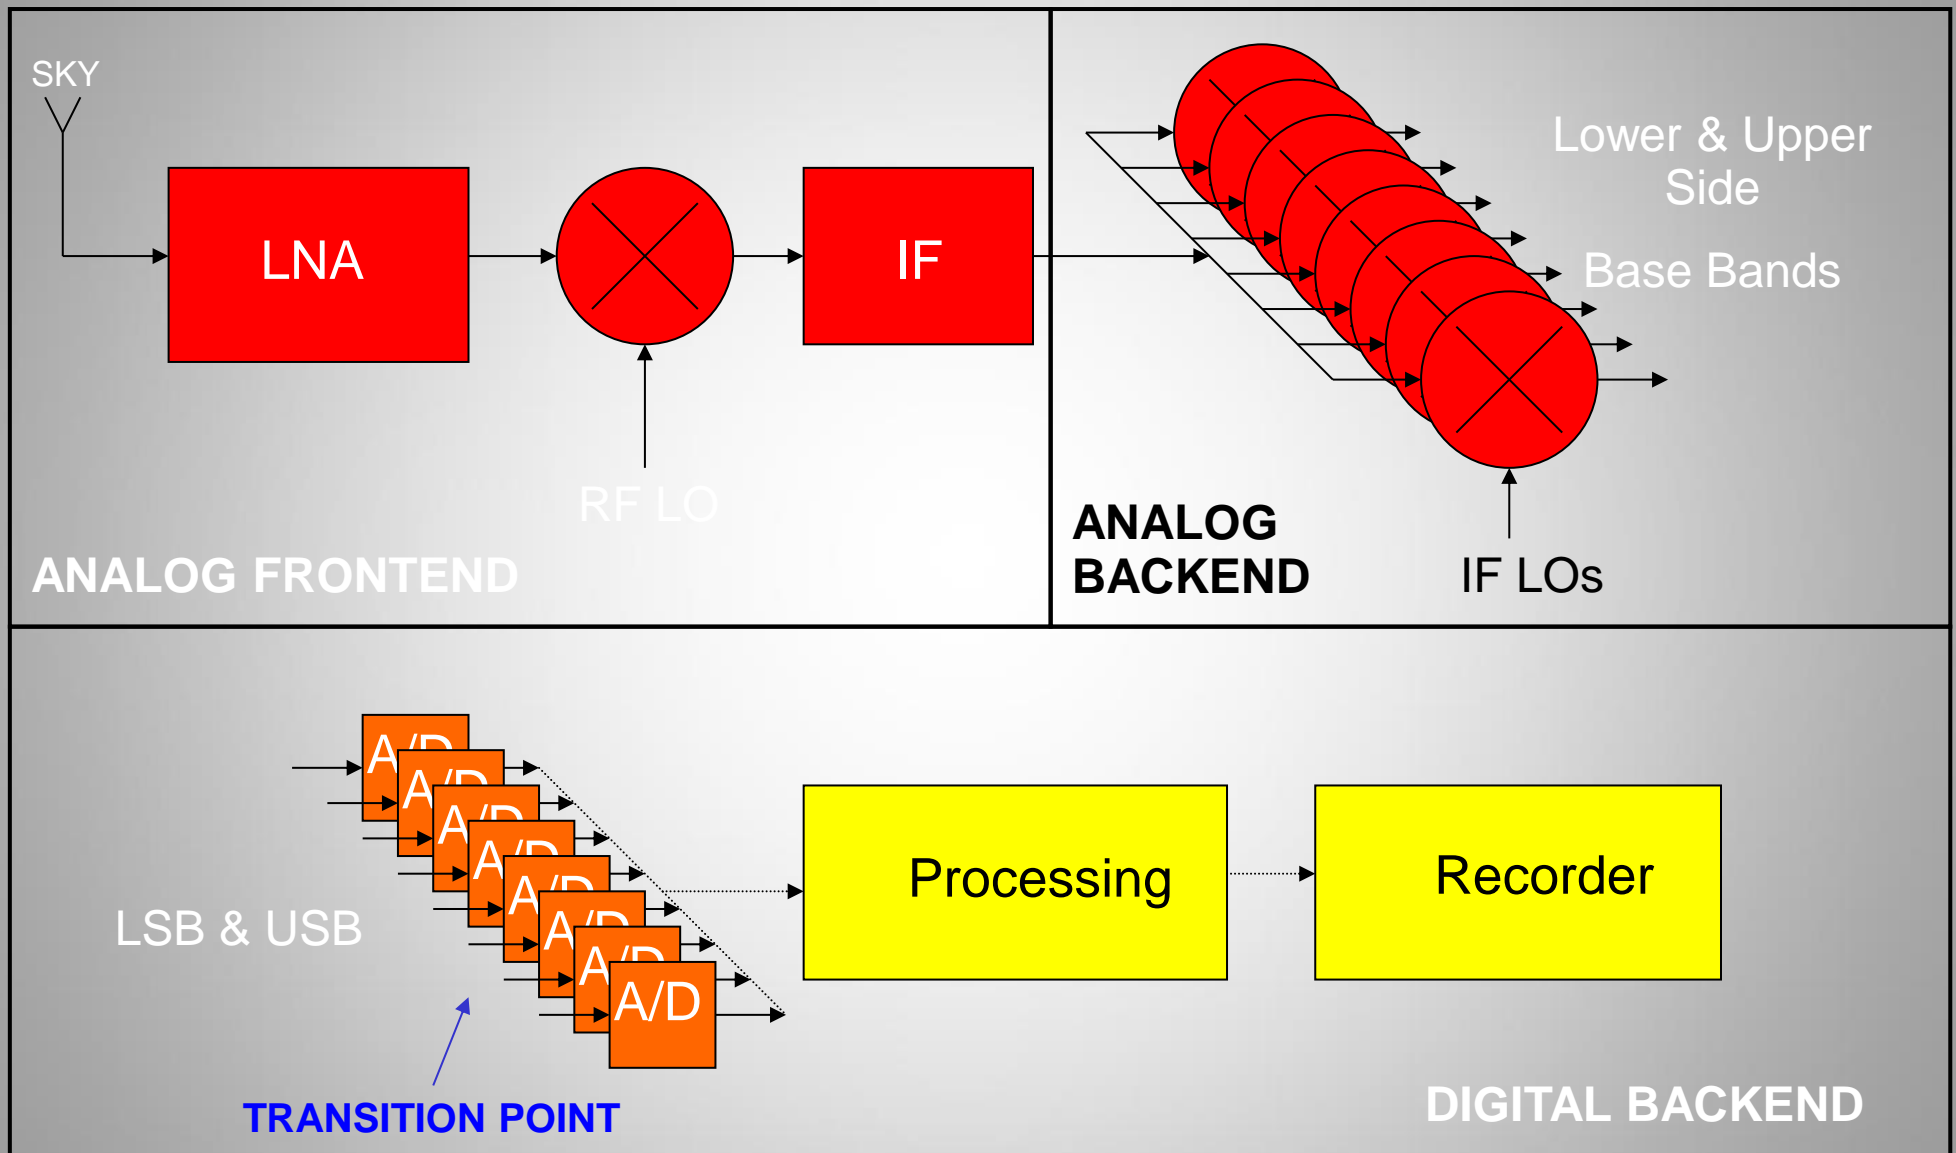 SKY
LNA
IF
RF LO
ANALOG FRONTEND
Lower & Upper
Side
Base Bands
ANALOG
BACKEND
IF LOs
A/D
A/D
A/D
A/D
A/D
A/D
A/D
A/D
LSB & USB
TRANSITION POINT
Processing
Recorder
DIGITAL BACKEND